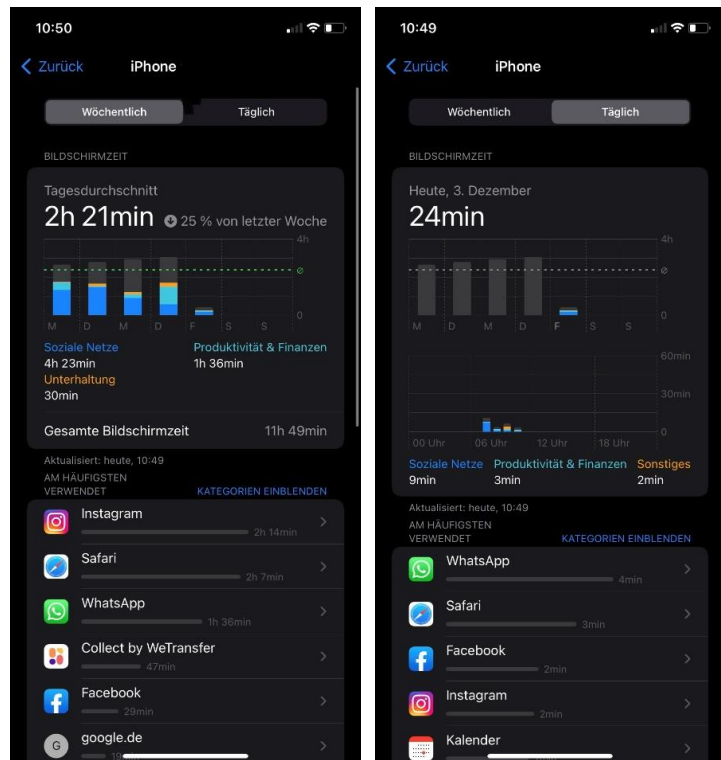 10:50
Zurück iPhone
Wöchentlich Täglich
BILDSCHIRMZEIT
Tagesdurchschnitt
2h 21min 25 % von letzter Woche
4h
ø
0
M D M D F S S
Soziale Netze Produktivität & Finanzen
4h 23min 1h 36min
Unterhaltung
30min
Gesamte Bildschirmzeit 11h 49min
Aktualisiert: heute, 10:49
AM HÄUFIGSTEN
VERWENDET KATEGORIEN EINBLENDEN
Instagram
2h 14min
Safari
2h 7min
WhatsApp
1h 36min
Collect by WeTransfer
47min
Facebook
29min
G google.de
10:49
Zurück iPhone
Wöchentlich Täglich
BILDSCHIRMZEIT
Heute, 3. Dezember
24min
4h
ø
0
M D M D F S S
60min
30min
0
00 Uhr 06 Uhr 12 Uhr 18 Uhr
Soziale Netze Produktivität & Finanzen Sonstiges
9min 3min 2min
Aktualisiert: heute, 10:49
AM HÄUFIGSTEN
VERWENDET KATEGORIEN EINBLENDEN
WhatsApp
4min
Safari
3min
Facebook
2min
Instagram
2min
Kalender